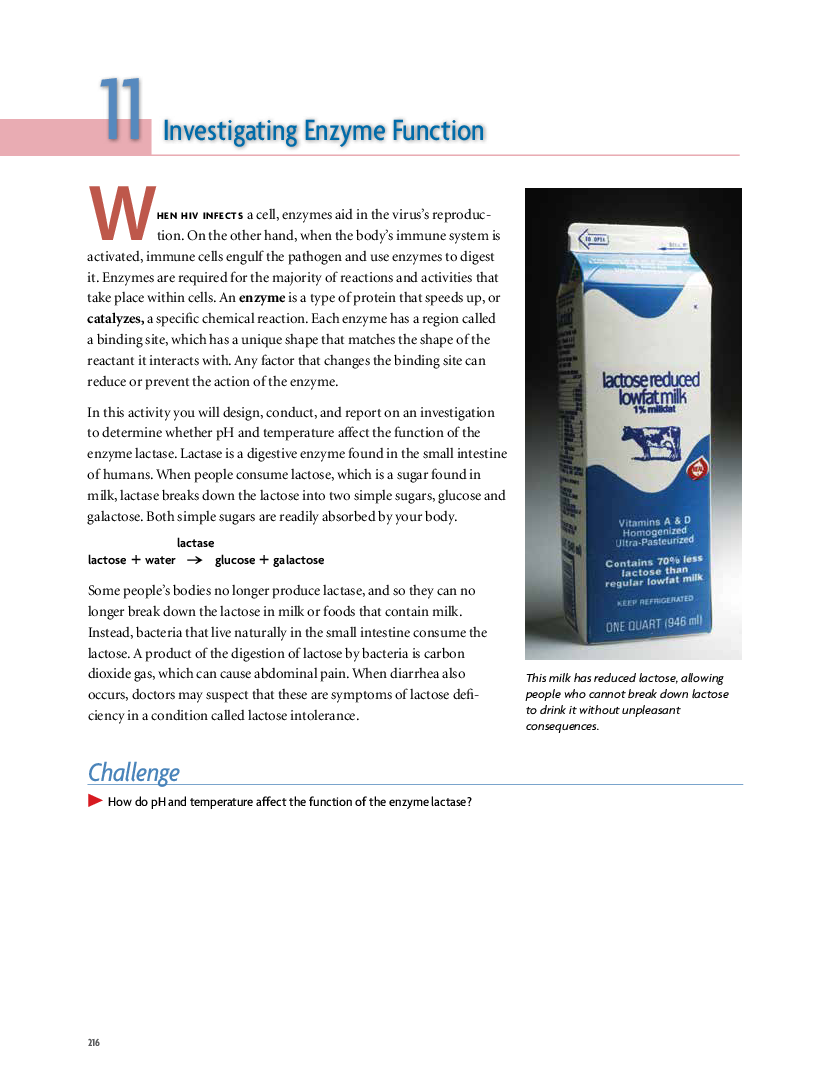 11 Investigating Enzyme Function
WHEN HIV INFECTS a cell, enzymes aid in the virus’s reproduc-
tion. On the other hand, when the body’s immune system is
activated, immune cells engulf the pathogen and use enzymes to digest
it. Enzymes are required for the majority of reactions and activities that
take place within cells. An enzyme is a type of protein that speeds up, or
catalyzes, a specific chemical reaction. Each enzyme has a region called
a binding site, which has a unique shape that matches the shape of the
reactant it interacts with. Any factor that changes the binding site can
reduce or prevent the action of the enzyme.
In this activity you will design, conduct, and report on an investigation
to determine whether pH and temperature affect the function of the
enzyme lactase. Lactase is a digestive enzyme found in the small intestine
of humans. When people consume lactose, which is a sugar found in
milk, lactase breaks down the lactose into two simple sugars, glucose and
galactose. Both simple sugars are readily absorbed by your body.
lactase
lactose + water → glucose + galactose
Some people’s bodies no longer produce lactase, and so they can no
longer break down the lactose in milk or foods that contain milk.
Instead, bacteria that live naturally in the small intestine consume the
lactose. A product of the digestion of lactose by bacteria is carbon
dioxide gas, which can cause abdominal pain. When diarrhea also
occurs, doctors may suspect that these are symptoms of lactose defi-
ciency in a condition called lactose intolerance.
TO OPEN
lactose reduced
lowfat milk
1% milkfat
REAL
Vitamins A & D
Homogenized
Ultra-Pasteurized
Contains 70% less
lactose than
regular lowfat milk
KEEP REFRIGERATED
ONE QUART (946 ml)
This milk has reduced lactose, allowing
people who cannot break down lactose
to drink it without unpleasant
consequences.
Challenge
► How do pH and temperature affect the function of the enzyme lactase?
216